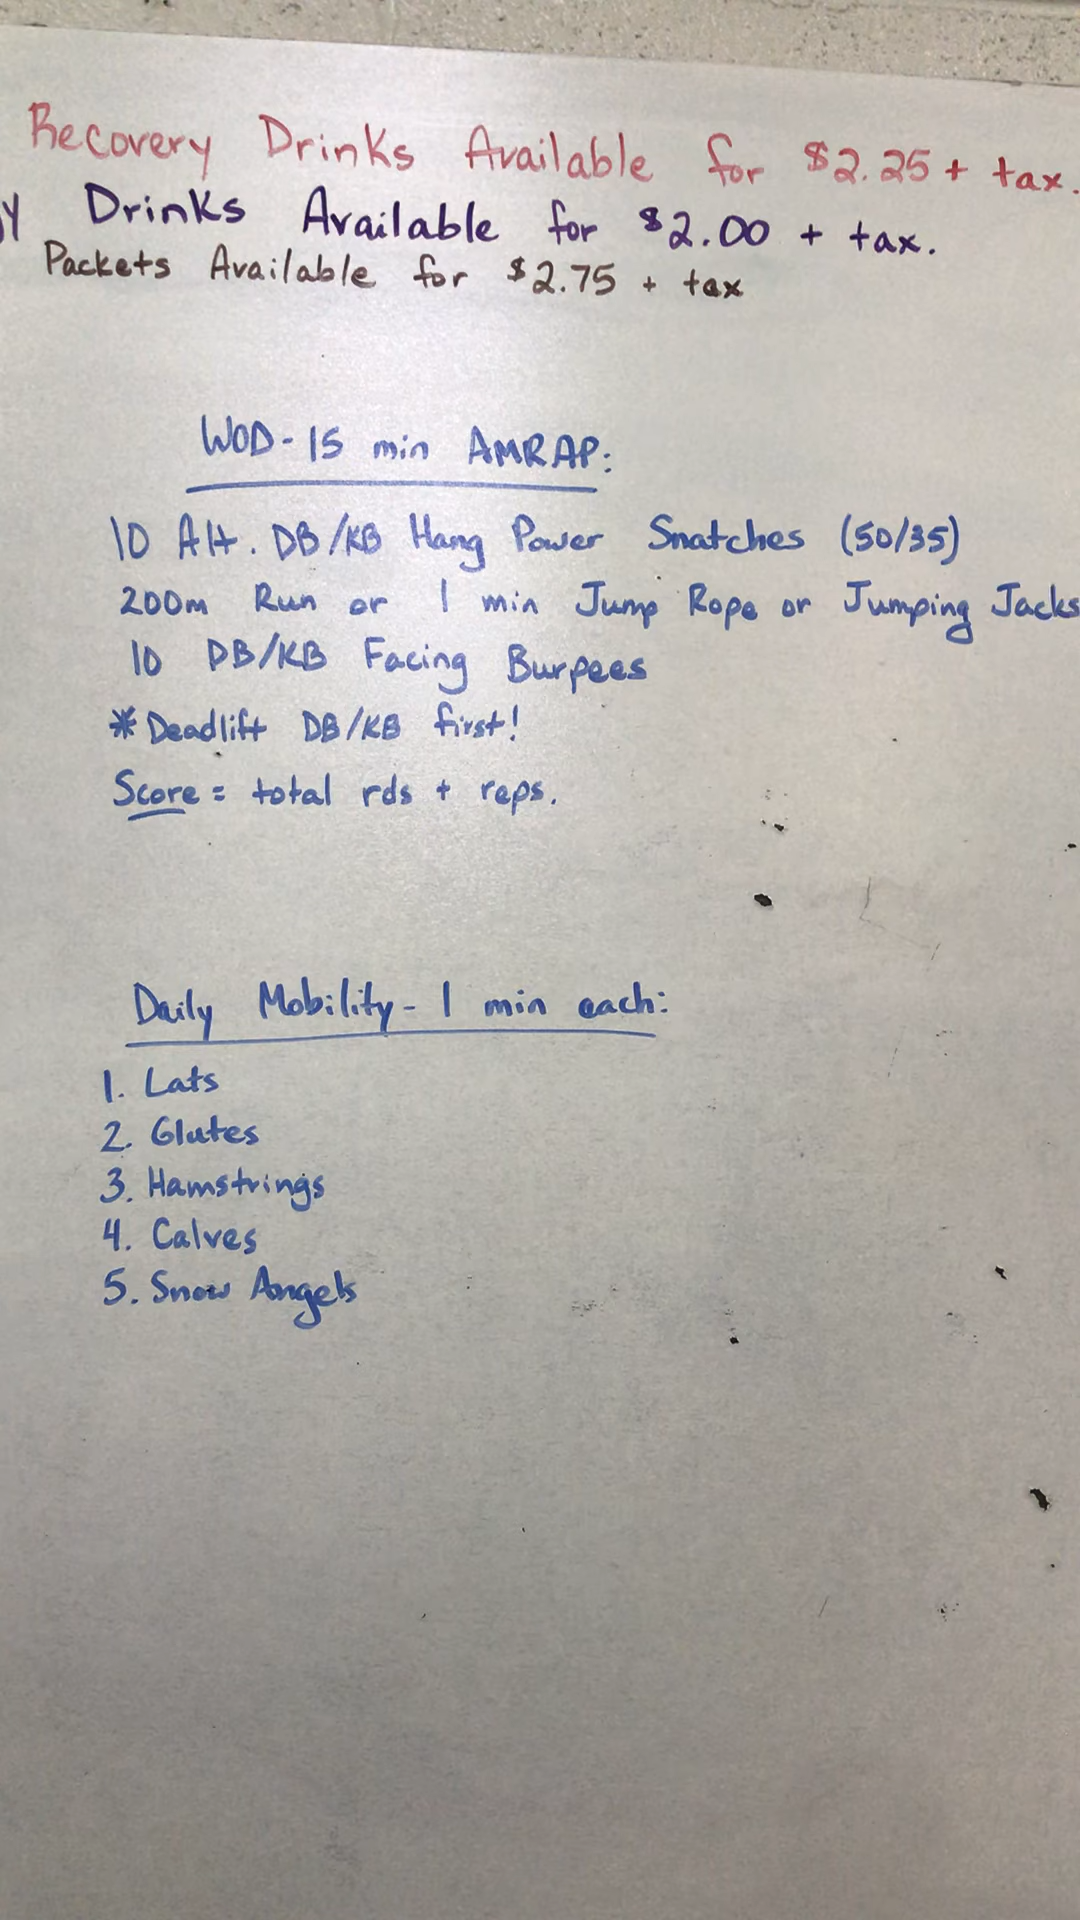 Recovery Drinks Available for $2.25 + tax.
Drinks Available for $2.00 + tax.
Packets Available for $2.75 + tax
WOD - 15 min AMRAP:
10 Alt. DB/KB Hang Power Snatches (50/35)
200m Run or 1 min Jump Rope or Jumping Jacks
10 DB/KB Facing Burpees
* Deadlift DB/KB first!
Score = total rds + reps.
Daily Mobility - 1 min each:
1. Lats
2. Glutes
3. Hamstrings
4. Calves
5. Snow Angels